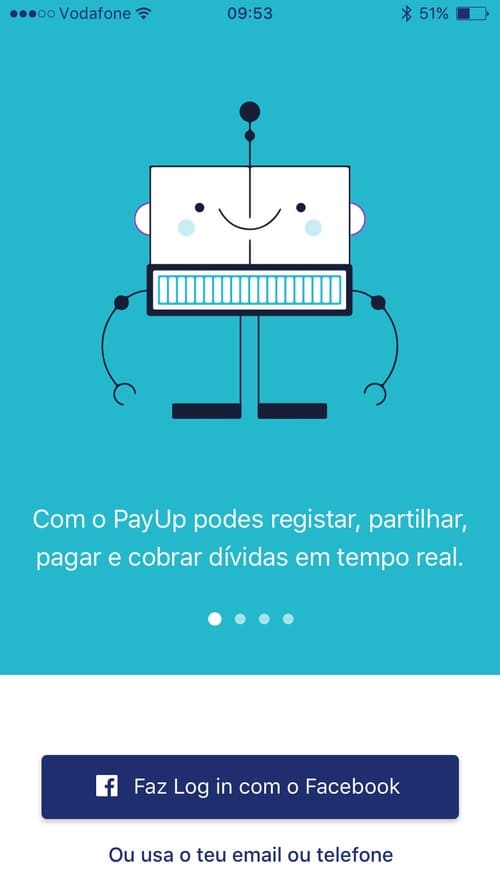 Vodafone 09:53 51%
Com o PayUp podes registar, partilhar,
pagar e cobrar dívidas em tempo real.
Faz Log in com o Facebook
Ou usa o teu email ou telefone